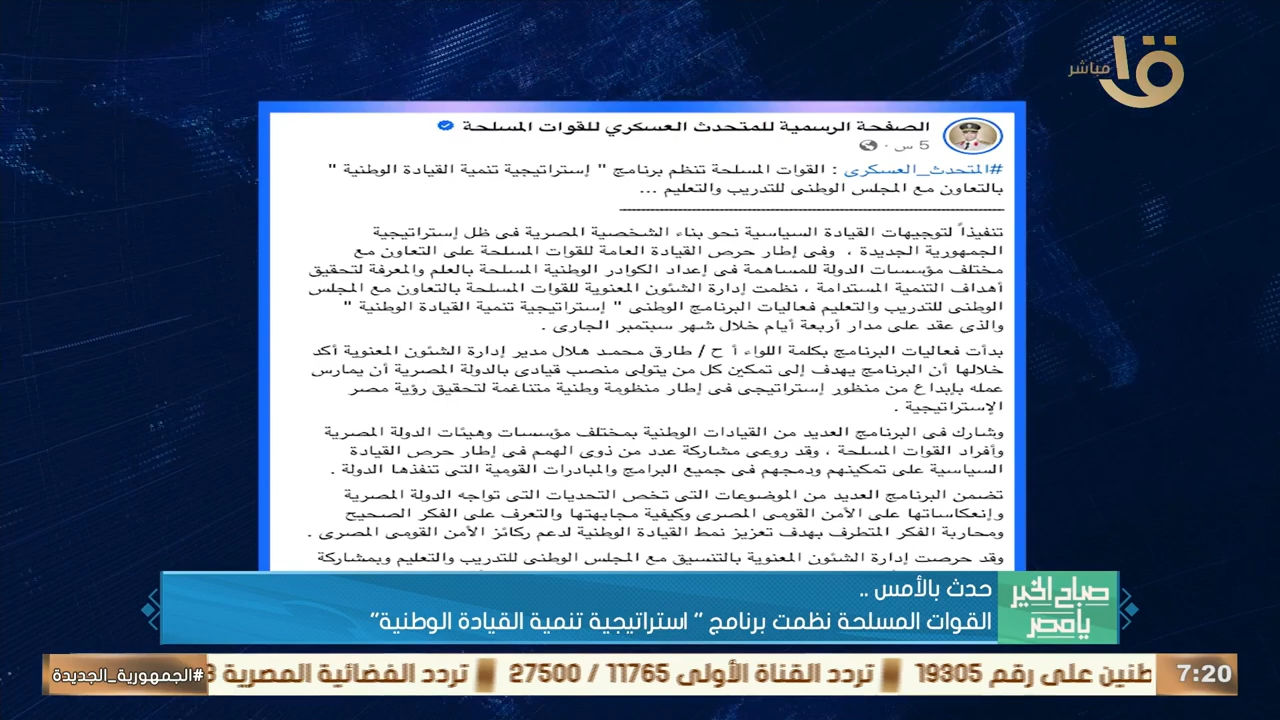 مباشر
الصفحة الرسمية للمتحدث العسكري للقوات المسلحة
5 س
#المتحدث_العسكرى : القوات المسلحة تنظم برنامج " إستراتيجية تنمية القيادة الوطنية "
بالتعاون مع المجلس الوطنى للتدريب والتعليم ...
تنفيذاً لتوجيهات القيادة السياسية نحو بناء الشخصية المصرية فى ظل إستراتيجية
الجمهورية الجديدة ، وفى إطار حرص القيادة العامة للقوات المسلحة على التعاون مع
مختلف مؤسسات الدولة للمساهمة فى إعداد الكوادر الوطنية المسلحة بالعلم والمعرفة لتحقيق
أهداف التنمية المستدامة ، نظمت إدارة الشئون المعنوية للقوات المسلحة بالتعاون مع المجلس
الوطنى للتدريب والتعليم فعاليات البرنامج الوطنى " إستراتيجية تنمية القيادة الوطنية "
والذى عقد على مدار أربعة أيام خلال شهر سبتمبر الجارى .
بدأت فعاليات البرنامج بكلمة اللواء أ ح / طارق محمد هلال مدير إدارة الشئون المعنوية أكد
خلالها أن البرنامج يهدف إلى تمكين كل من يتولى منصب قيادى بالدولة المصرية أن يمارس
عمله بإبداع من منظور إستراتيجى فى إطار منظومة وطنية متناغمة لتحقيق رؤية مصر
الإستراتيجية .
وشارك فى البرنامج العديد من القيادات الوطنية بمختلف مؤسسات وهيئات الدولة المصرية
وأفراد القوات المسلحة ، وقد روعى مشاركة عدد من ذوى الهمم فى إطار حرص القيادة
السياسية على تمكينهم ودمجهم فى جميع البرامج والمبادرات القومية التى تنفذها الدولة .
تضمن البرنامج العديد من الموضوعات التى تخص التحديات التى تواجه الدولة المصرية
وإنعكاساتها على الأمن القومى المصرى وكيفية مجابهتها والتعرف على الفكر الصحيح
ومحاربة الفكر المتطرف بهدف تعزيز نمط القيادة الوطنية لدعم ركائز الأمن القومى المصرى .
وقد حرصت إدارة الشئون المعنوية بالتنسيق مع المجلس الوطنى للتدريب والتعليم وبمشاركة
صباح الخير
يا مصر
حدث بالأمس ..
القوات المسلحة نظمت برنامج " استراتيجية تنمية القيادة الوطنية"
7:20
طنين على رقم 19305
تردد القناة الأولى 11765 / 27500
تردد الفضائية المصرية
#الجمهورية_الجديدة